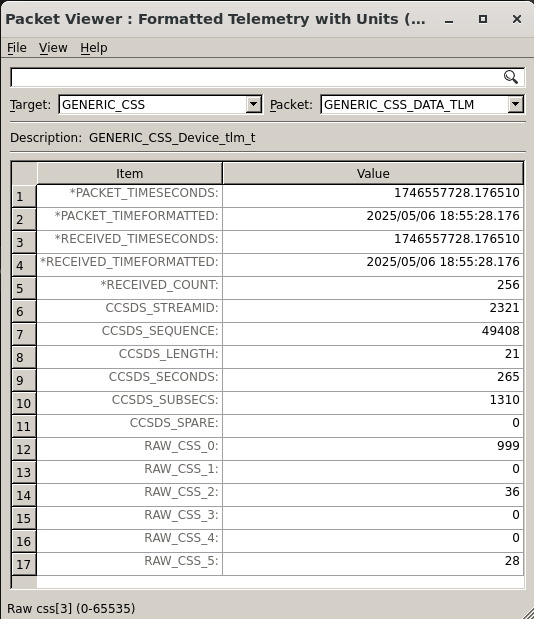 Packet Viewer : Formatted Telemetry with Units (...
File View Help
Target: GENERIC_CSS Packet: GENERIC_CSS_DATA_TLM
Description: GENERIC_CSS_Device_tlm_t
Item Value
1 *PACKET_TIMESECONDS: 1746557728.176510
2 *PACKET_TIMEFORMATTED: 2025/05/06 18:55:28.176
3 *RECEIVED_TIMESECONDS: 1746557728.176510
4 *RECEIVED_TIMEFORMATTED: 2025/05/06 18:55:28.176
5 *RECEIVED_COUNT: 256
6 CCSDS_STREAMID: 2321
7 CCSDS_SEQUENCE: 49408
8 CCSDS_LENGTH: 21
9 CCSDS_SECONDS: 265
10 CCSDS_SUBSECS: 1310
11 CCSDS_SPARE: 0
12 RAW_CSS_0: 999
13 RAW_CSS_1: 0
14 RAW_CSS_2: 36
15 RAW_CSS_3: 0
16 RAW_CSS_4: 0
17 RAW_CSS_5: 28
Raw css[3] (0-65535)